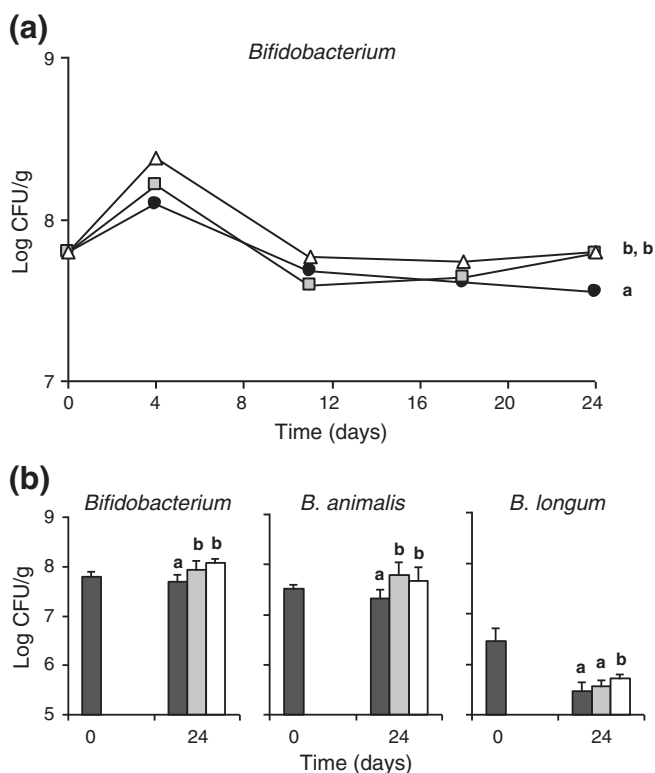 (a)
Bifidobacterium
9
8
7
Log CFU/g
b, b
a
0 4 8 12 16 20 24
Time (days)
(b)
Bifidobacterium B. animalis B. longum
9
8
7
6
5
Log CFU/g
a b b
a b b
a a b
0 24 0 24 0 24
Time (days)